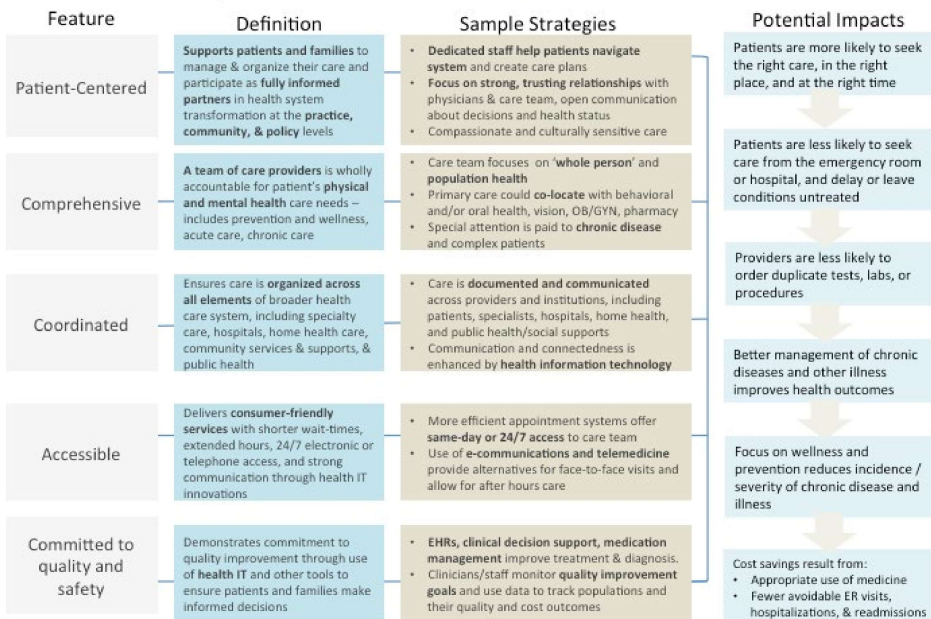 Feature
Definition
Sample Strategies
Potential Impacts
Patient-Centered
Supports patients and families to
manage & organize their care and
participate as fully informed
partners in health system
transformation at the practice,
community, & policy levels
• Dedicated staff help patients navigate
system and create care plans
• Focus on strong, trusting relationships with
physicians & care team, open communication
about decisions and health status
• Compassionate and culturally sensitive care
Comprehensive
A team of care providers is wholly
accountable for patient's physical
and mental health care needs –
includes prevention and wellness,
acute care, chronic care
• Care team focuses on 'whole person' and
population health
• Primary care could co-locate with behavioral
and/or oral health, vision, OB/GYN, pharmacy
• Special attention is paid to chronic disease
and complex patients
Coordinated
Ensures care is organized across
all elements of broader health
care system, including specialty
care, hospitals, home health care,
community services & supports, &
public health
• Care is documented and communicated
across providers and institutions, including
patients, specialists, hospitals, home health,
and public health/social supports
• Communication and connectedness is
enhanced by health information technology
Accessible
Delivers consumer-friendly
services with shorter wait-times,
extended hours, 24/7 electronic or
telephone access, and strong
communication through health IT
innovations
• More efficient appointment systems offer
same-day or 24/7 access to care team
• Use of e-communications and telemedicine
provide alternatives for face-to-face visits and
allow for after hours care
Committed to
quality and
safety
Demonstrates commitment to
quality improvement through use
of health IT and other tools to
ensure patients and families make
informed decisions
• EHRs, clinical decision support, medication
management improve treatment & diagnosis.
• Clinicians/staff monitor quality improvement
goals and use data to track populations and
their quality and cost outcomes
Patients are more likely to seek
the right care, in the right
place, and at the right time
Patients are less likely to seek
care from the emergency room
or hospital, and delay or leave
conditions untreated
Providers are less likely to
order duplicate tests, labs, or
procedures
Better management of chronic
diseases and other illness
improves health outcomes
Focus on wellness and
prevention reduces incidence /
severity of chronic disease and
illness
Cost savings result from:
• Appropriate use of medicine
• Fewer avoidable ER visits,
hospitalizations, & readmissions